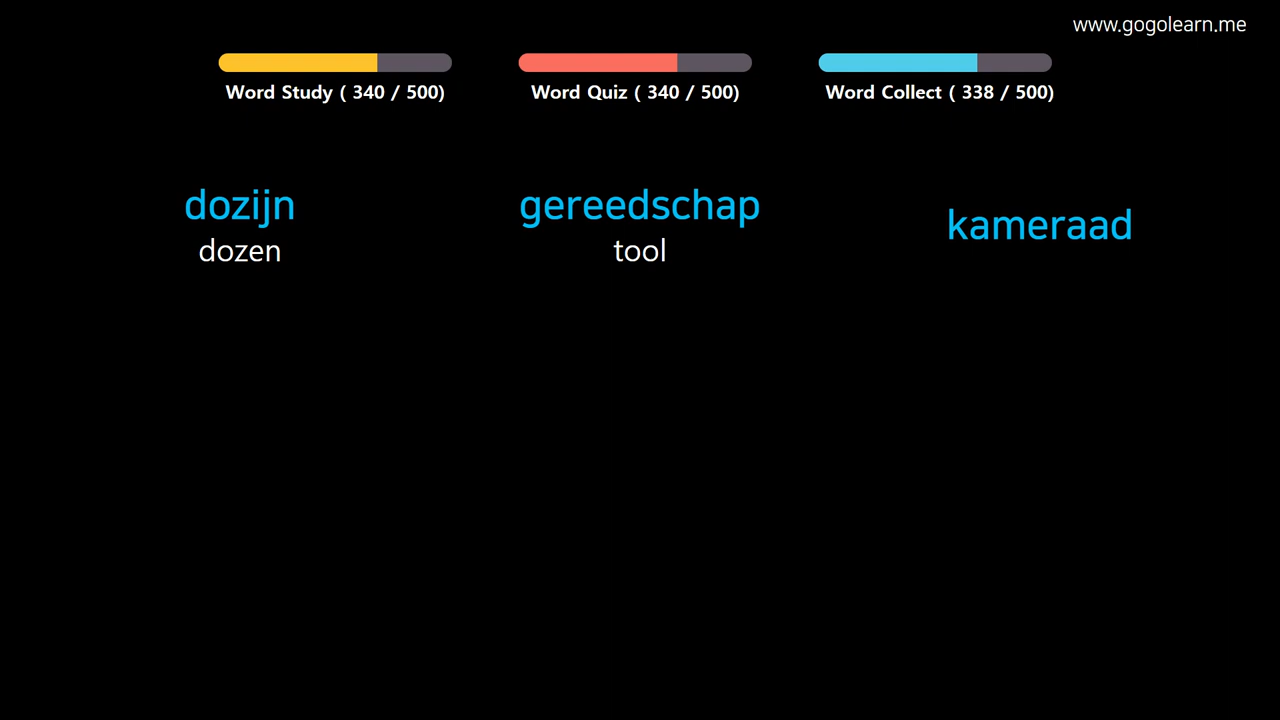 www.gogolearn.me
Word Study ( 340 / 500)
Word Quiz ( 340 / 500)
Word Collect ( 338 / 500)
dozijn
dozen
gereedschap
tool
kameraad